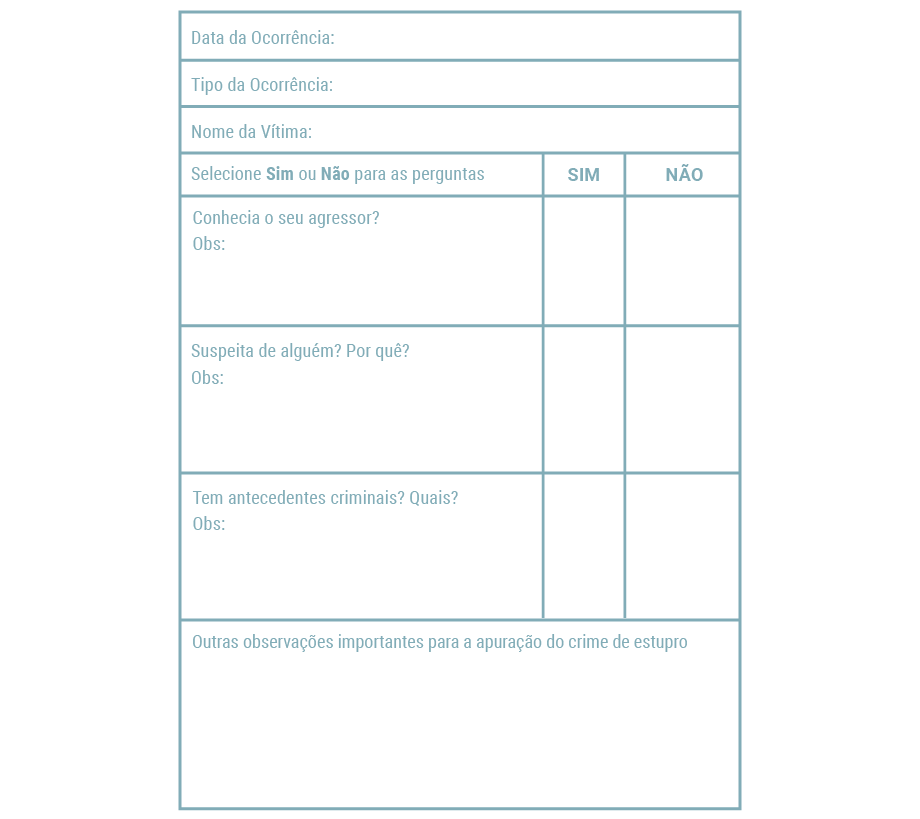 Data da Ocorrência:
Tipo da Ocorrência:
Nome da Vítima:
Selecione Sim ou Não para as perguntas SIM NÃO
Conhecia o seu agressor?
Obs:
Suspeita de alguém? Por quê?
Obs:
Tem antecedentes criminais? Quais?
Obs:
Outras observações importantes para a apuração do crime de estupro